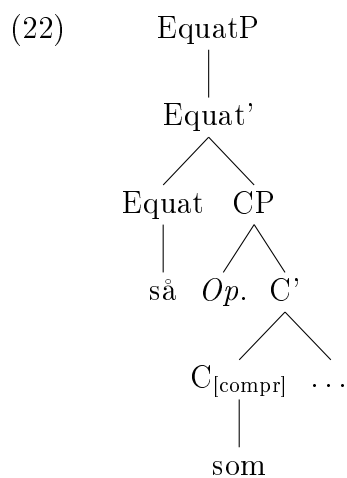 (22) EquatP
Equat'
Equat CP
så Op. C'
C[compr] ...
som